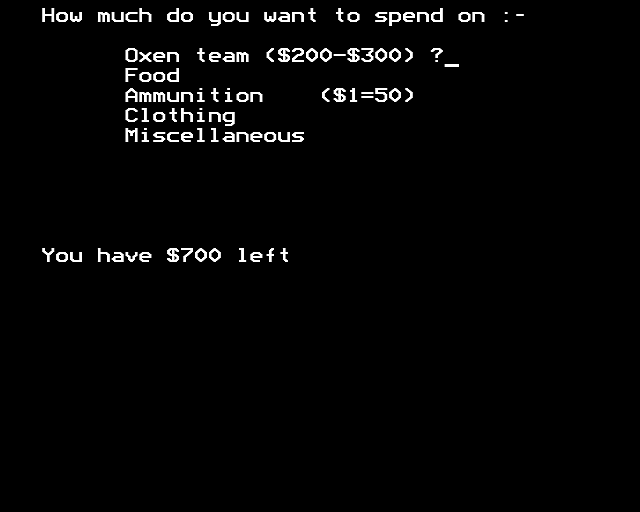 How much do you want to spend on :-
Oxen team ($200-$300) ?_
Food
Ammunition    ($1=50)
Clothing
Miscellaneous
You have $700 left